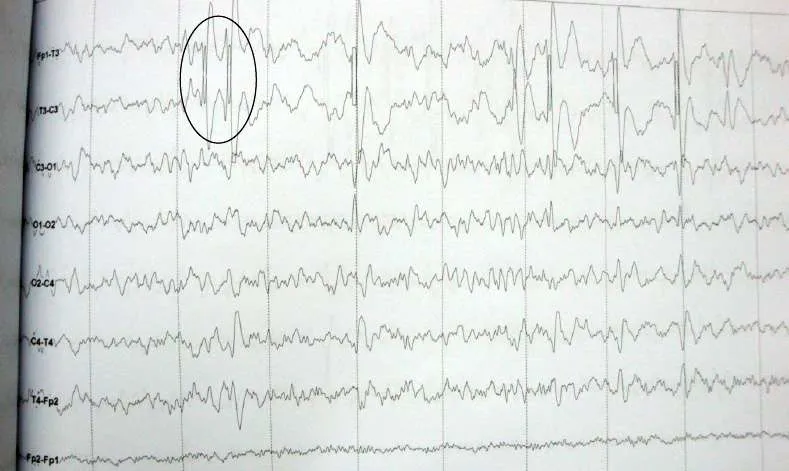 Fp1-T3
T3-C3
C3-O1
O1-O2
O2-C4
C4-T4
T4-Fp2
Fp2-Fp1